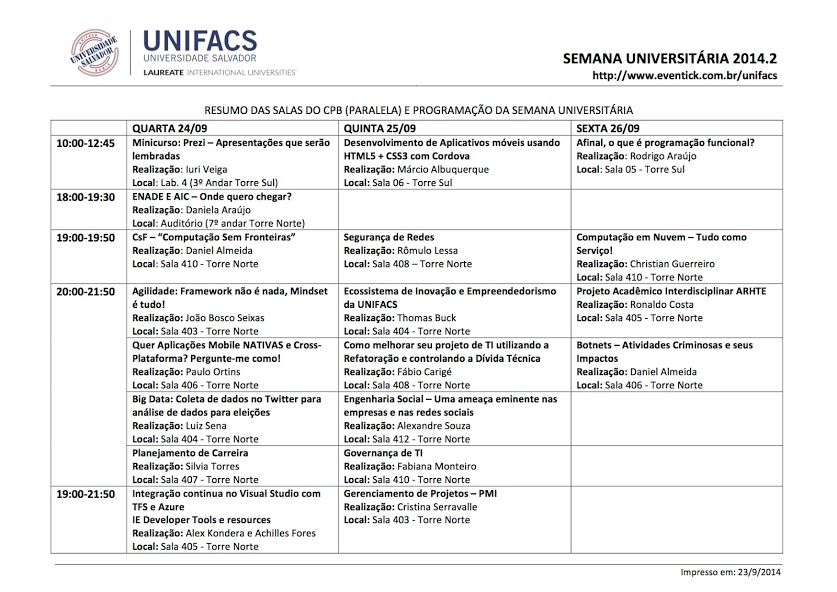 UNIVERSIDADE SALVADOR
UNIFACS
UNIVERSIDADE SALVADOR
LAUREATE INTERNATIONAL UNIVERSITIES'
SEMANA UNIVERSITÁRIA 2014.2
http://www.eventick.com.br/unifacs
RESUMO DAS SALAS DO CPB (PARALELA) E PROGRAMAÇÃO DA SEMANA UNIVERSITÁRIA
QUARTA 24/09
QUINTA 25/09
SEXTA 26/09
10:00-12:45
Minicurso: Prezi – Apresentações que serão
lembradas
Realização: Iuri Veiga
Local: Lab. 4 (3º Andar Torre Sul)
Desenvolvimento de Aplicativos móveis usando
HTML5 + CSS3 com Cordova
Realização: Márcio Albuquerque
Local: Sala 06 - Torre Sul
Afinal, o que é programação funcional?
Realização: Rodrigo Araújo
Local: Sala 05 - Torre Sul
18:00-19:30
ENADE E AIC – Onde quero chegar?
Realização: Daniela Araújo
Local: Auditório (7º andar Torre Norte)
19:00-19:50
CsF – “Computação Sem Fronteiras”
Realização: Daniel Almeida
Local: Sala 410 - Torre Norte
Segurança de Redes
Realização: Rômulo Lessa
Local: Sala 408 – Torre Norte
Computação em Nuvem – Tudo como
Serviço!
Realização: Christian Guerreiro
Local: Sala 410 - Torre Norte
20:00-21:50
Agilidade: Framework não é nada, Mindset
é tudo!
Realização: João Bosco Seixas
Local: Sala 403 - Torre Norte
Ecossistema de Inovação e Empreendedorismo
da UNIFACS
Realização: Thomas Buck
Local: Sala 404 - Torre Norte
Projeto Acadêmico Interdisciplinar ARHTE
Realização: Ronaldo Costa
Local: Sala 405 - Torre Norte
Quer Aplicações Mobile NATIVAS e Cross-
Plataforma? Pergunte-me como!
Realização: Paulo Ortins
Local: Sala 406 - Torre Norte
Como melhorar seu projeto de TI utilizando a
Refatoração e controlando a Dívida Técnica
Realização: Fábio Carigé
Local: Sala 408 - Torre Norte
Botnets – Atividades Criminosas e seus
Impactos
Realização: Daniel Almeida
Local: Sala 406 - Torre Norte
Big Data: Coleta de dados no Twitter para
análise de dados para eleições
Realização: Luiz Sena
Local: Sala 404 - Torre Norte
Engenharia Social – Uma ameaça eminente nas
empresas e nas redes sociais
Realização: Alexandre Souza
Local: Sala 412 - Torre Norte
Planejamento de Carreira
Realização: Silvia Torres
Local: Sala 407 - Torre Norte
Governança de TI
Realização: Fabiana Monteiro
Local: Sala 410 - Torre Norte
19:00-21:50
Integração continua no Visual Studio com
TFS e Azure
IE Developer Tools e resources
Realização: Alex Kondera e Achilles Fores
Local: Sala 405 - Torre Norte
Gerenciamento de Projetos – PMI
Realização: Cristina Serravalle
Local: Sala 403 - Torre Norte
Impresso em: 23/9/2014